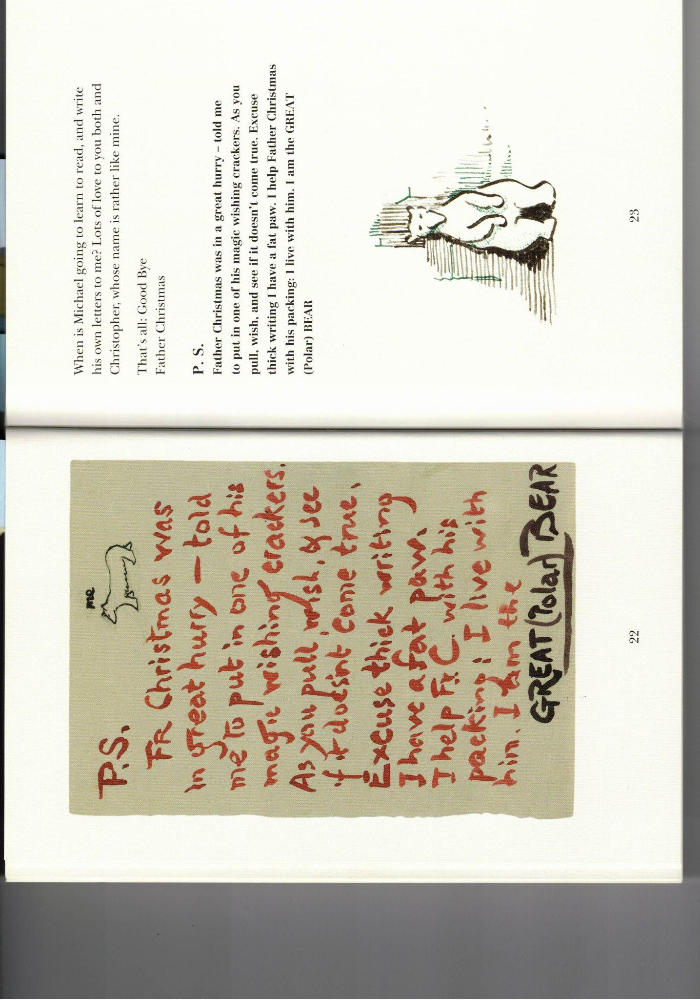 me
P.S.
FR Christmas was
in great hurry — told
me to put in one of his
magic wishing crackers.
As you pull, wish, & see
if it doesn't come true.
Excuse thick writing
I have a fat paw.
I help Fr. C. with his
packing: I live with
him. I am the
GREAT (Polar) BEAR
22
When is Michael going to learn to read, and write
his own letters to me? Lots of love to you both and
Christopher, whose name is rather like mine.
That's all: Good Bye
Father Christmas
P. S.
Father Christmas was in a great hurry – told me
to put in one of his magic wishing crackers. As you
pull, wish, and see if it doesn't come true. Excuse
thick writing I have a fat paw. I help Father Christmas
with his packing: I live with him. I am the GREAT
(Polar) BEAR
23